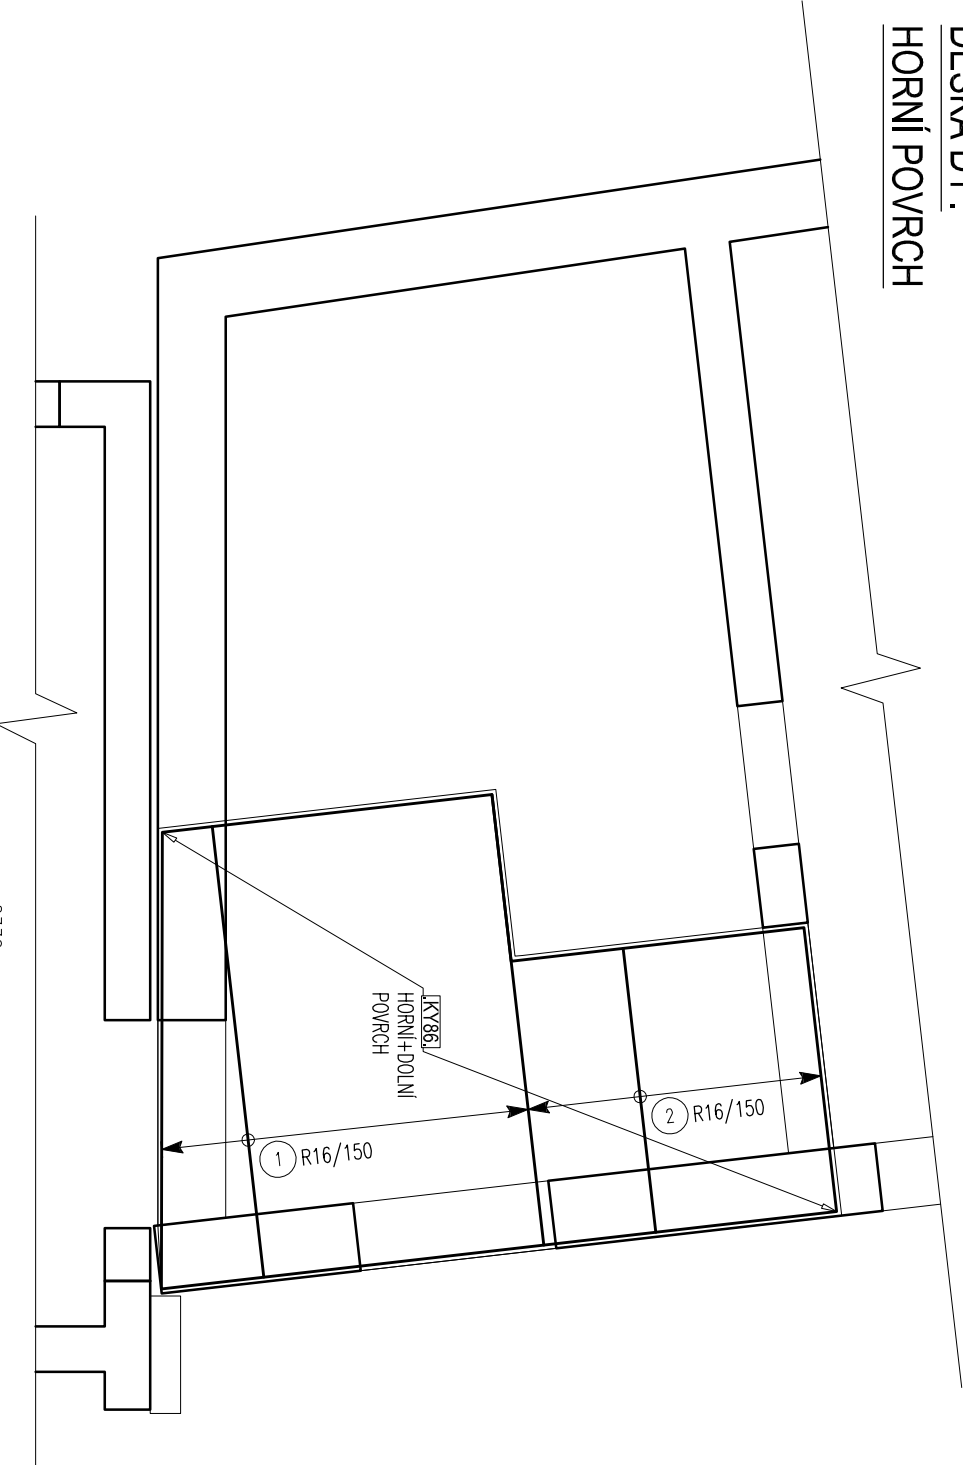 HORNÍ POVRCH
.KY86.
HORNÍ+DOLNÍ
POVRCH
1 R16/150
2 R16/150